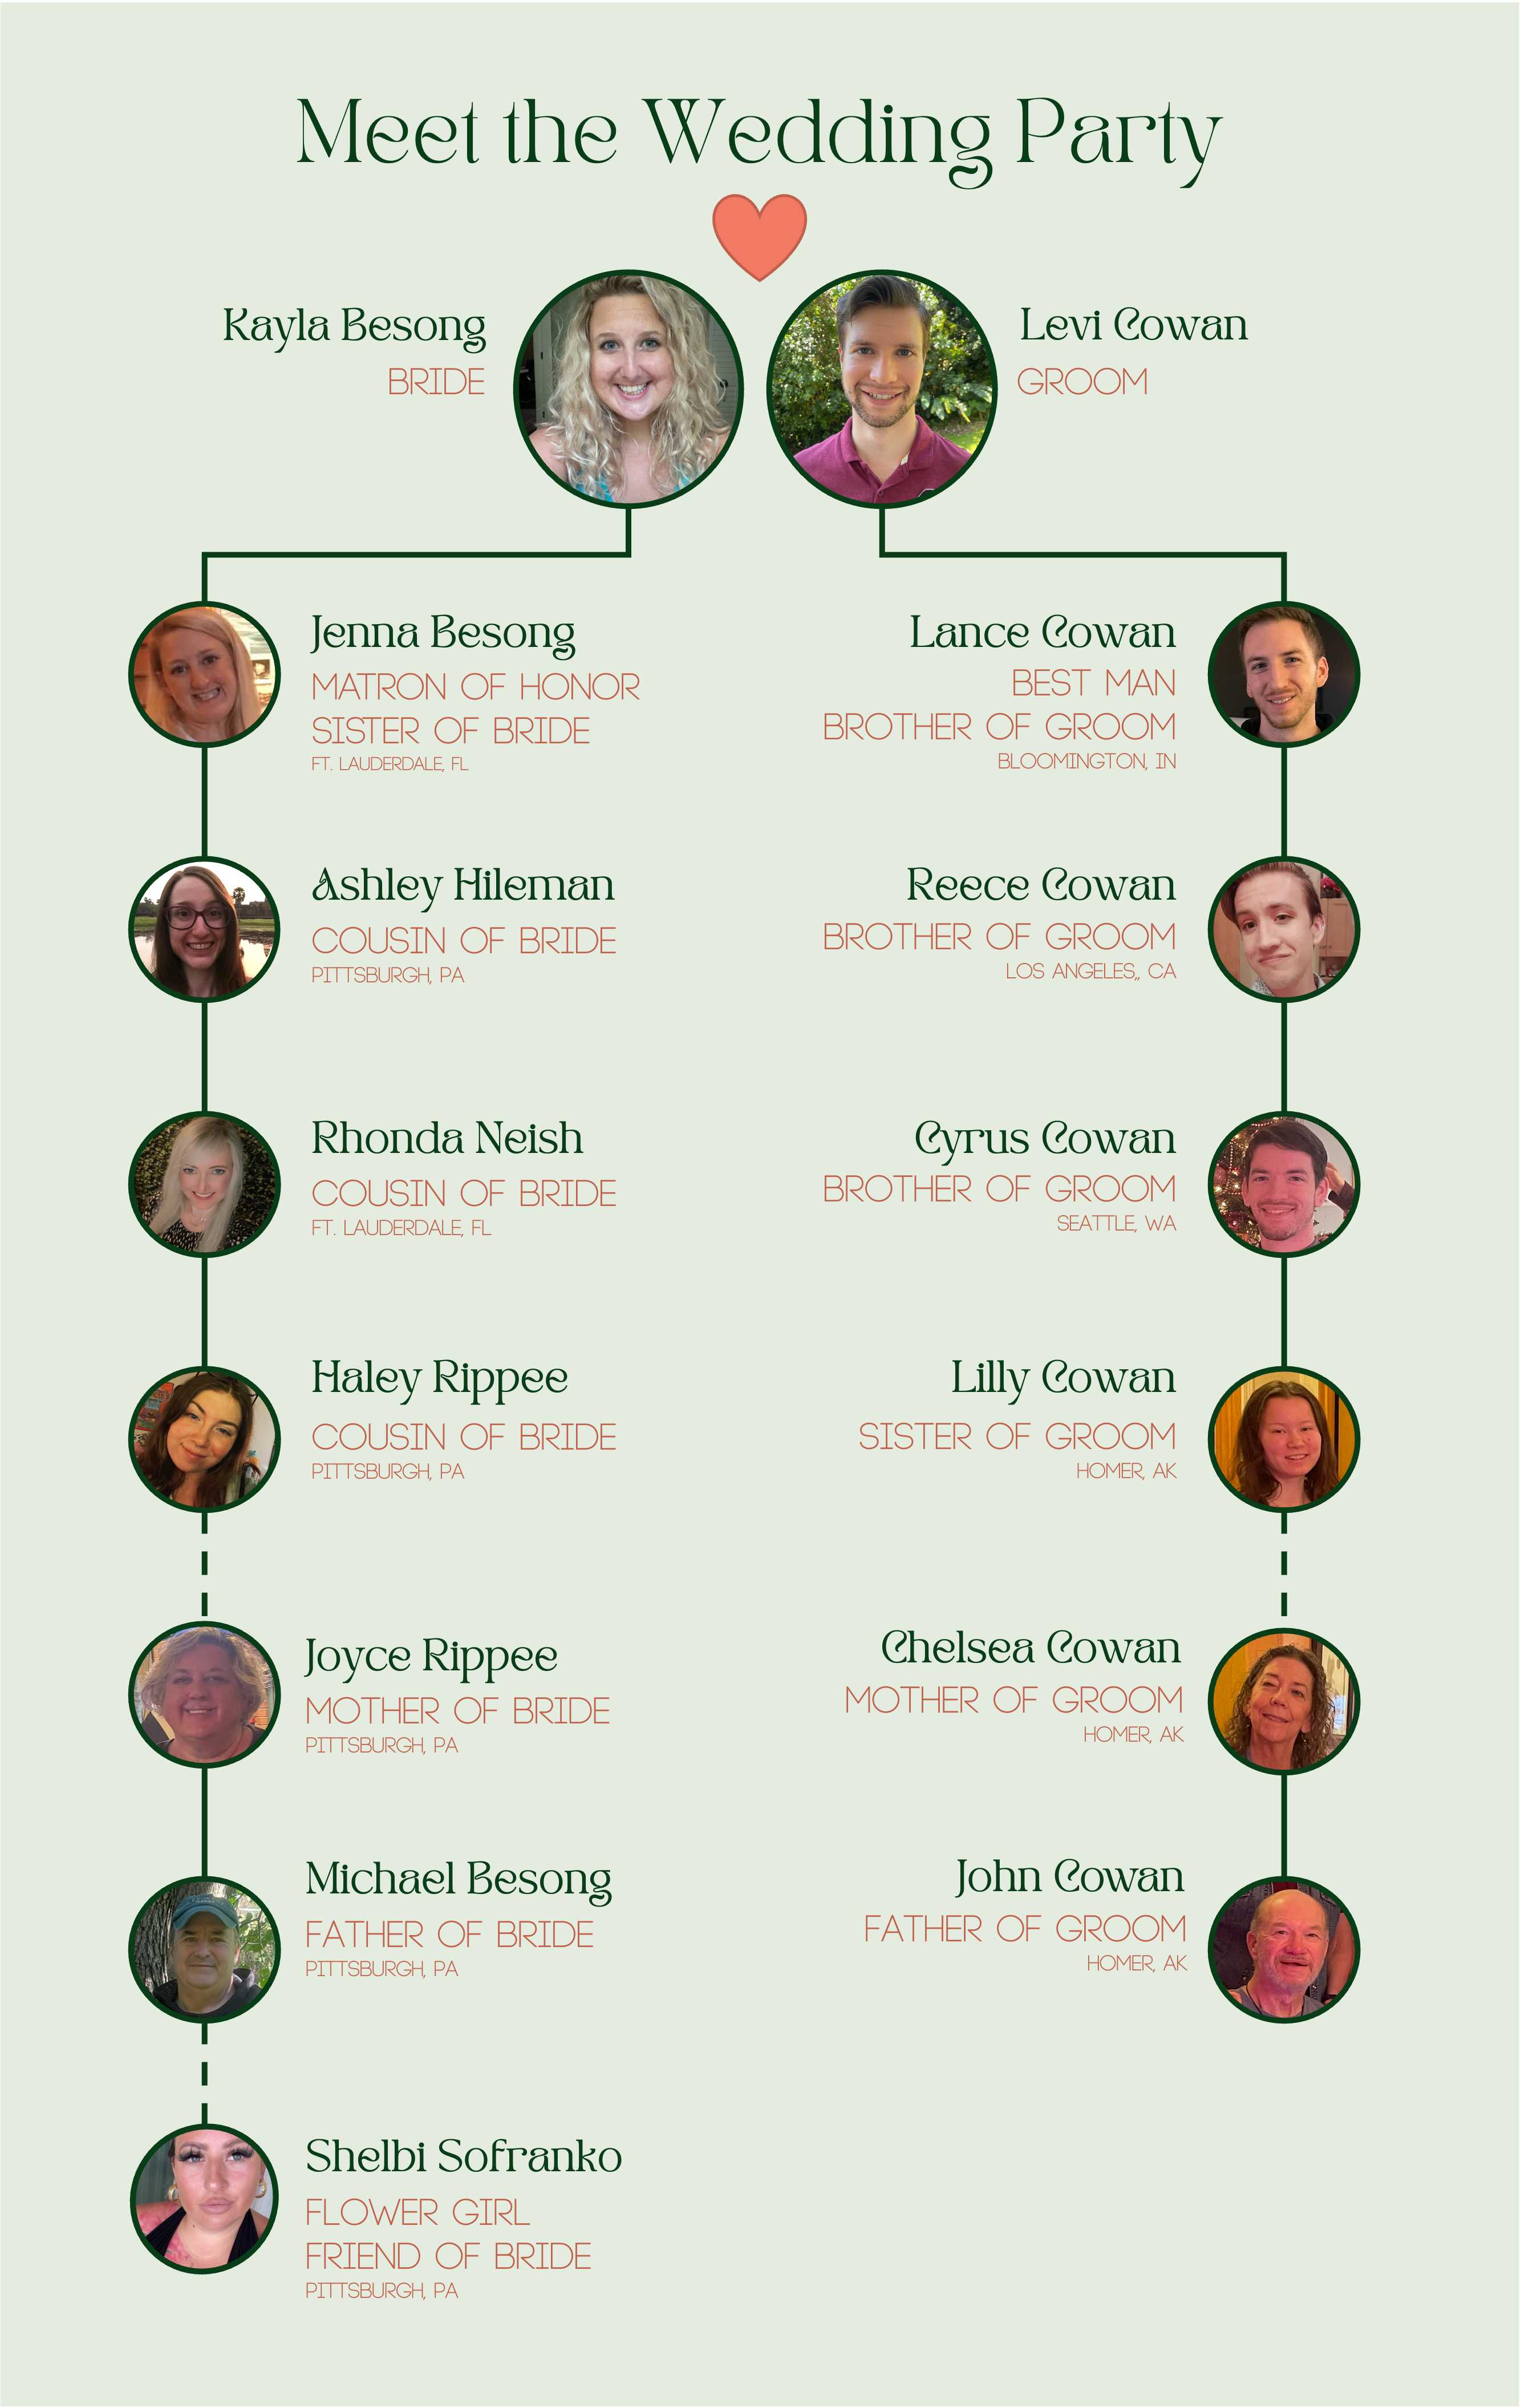 Meet the Wedding Party
Kayla Besong
BRIDE
Levi Cowan
GROOM
Jenna Besong
MATRON OF HONOR
SISTER OF BRIDE
FT. LAUDERDALE, FL
Lance Cowan
BEST MAN
BROTHER OF GROOM
BLOOMINGTON, IN
Ashley Hileman
COUSIN OF BRIDE
PITTSBURGH, PA
Reece Cowan
BROTHER OF GROOM
LOS ANGELES,, CA
Rhonda Neish
COUSIN OF BRIDE
FT. LAUDERDALE, FL
Cyrus Cowan
BROTHER OF GROOM
SEATTLE, WA
Haley Rippee
COUSIN OF BRIDE
PITTSBURGH, PA
Lilly Cowan
SISTER OF GROOM
HOMER, AK
Joyce Rippee
MOTHER OF BRIDE
PITTSBURGH, PA
Chelsea Cowan
MOTHER OF GROOM
HOMER, AK
Michael Besong
FATHER OF BRIDE
PITTSBURGH, PA
John Cowan
FATHER OF GROOM
HOMER, AK
Shelbi Sofranko
FLOWER GIRL
FRIEND OF BRIDE
PITTSBURGH, PA